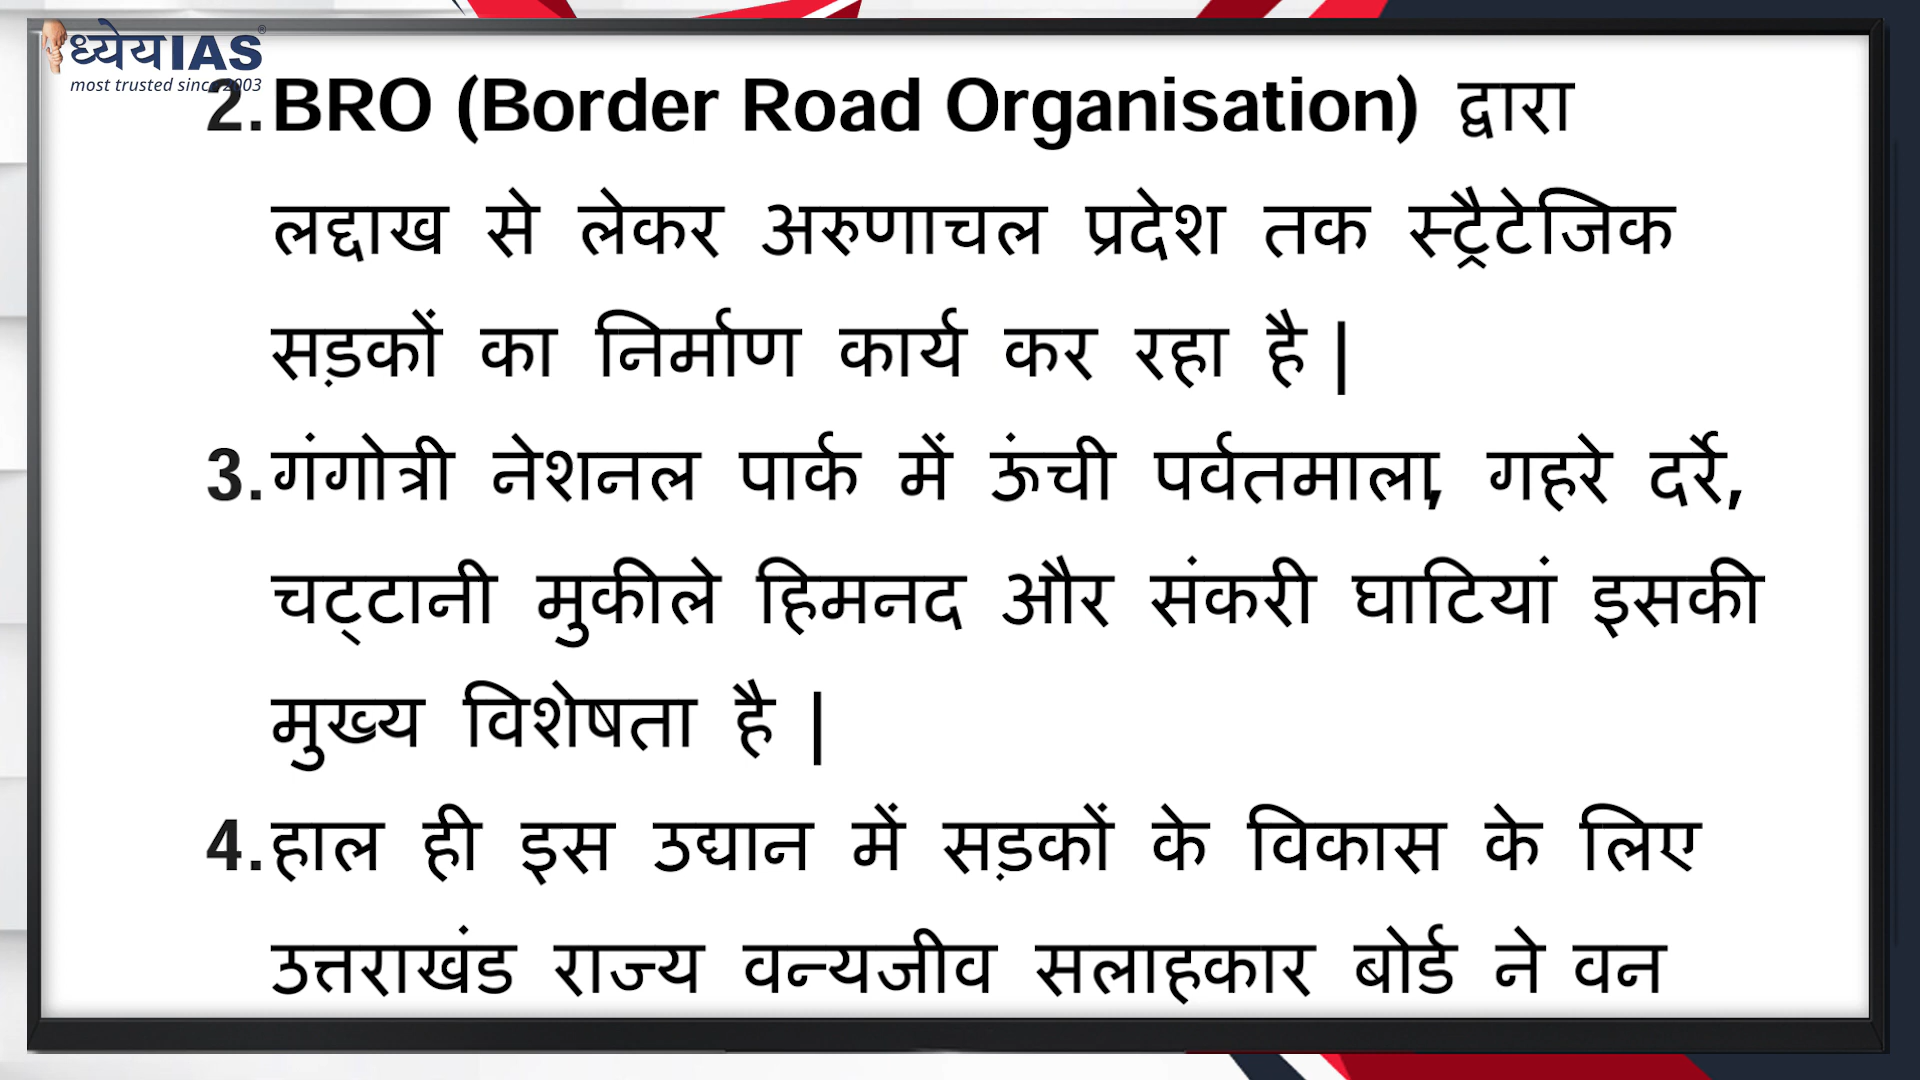 ध्येयIAS®
most trusted since 2003
2. BRO (Border Road Organisation) द्वारा
लद्दाख से लेकर अरुणाचल प्रदेश तक स्ट्रैटेजिक
सड़कों का निर्माण कार्य कर रहा है |
3. गंगोत्री नेशनल पार्क में ऊंची पर्वतमाला, गहरे दर्रे,
चट्टानी मुकीले हिमनद और संकरी घाटियां इसकी
मुख्य विशेषता है |
4. हाल ही इस उद्यान में सड़कों के विकास के लिए
उत्तराखंड राज्य वन्यजीव सलाहकार बोर्ड ने वन